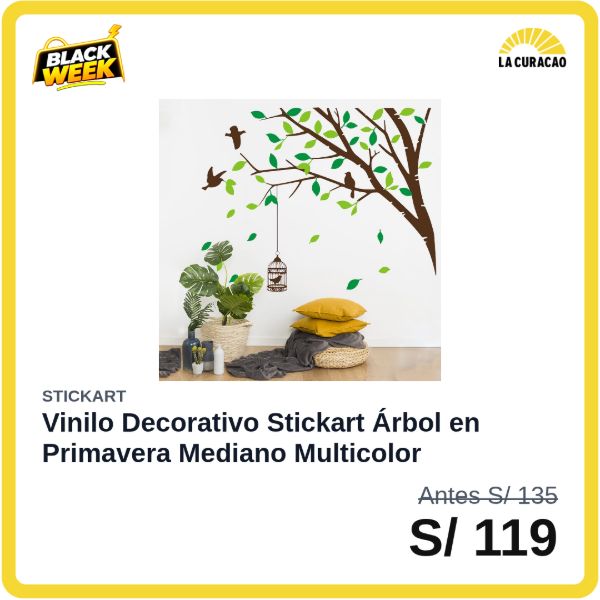 BLACK
WEEK
LA CURACAO
STICKART
Vinilo Decorativo Stickart Árbol en
Primavera Mediano Multicolor
Antes S/ 135
S/ 119